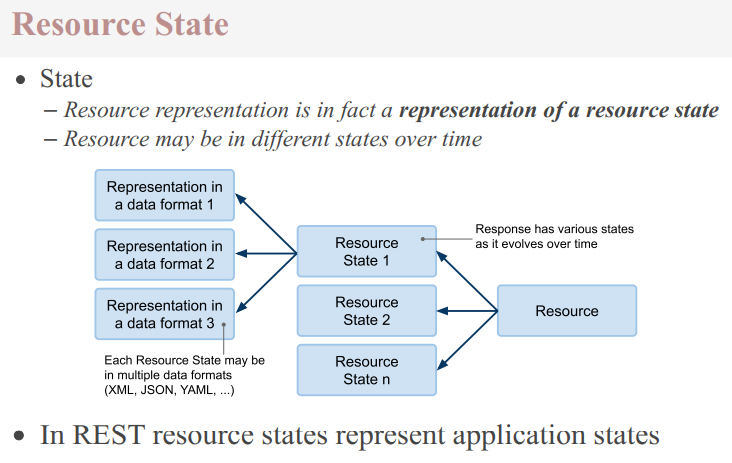 Resource State
• State
– Resource representation is in fact a representation of a resource state
– Resource may be in different states over time
Representation in
a data format 1
Representation in
a data format 2
Representation in
a data format 3
Each Resource State may be
in multiple data formats
(XML, JSON, YAML, ...)
Resource
State 1
Resource
State 2
Resource
State n
Response has various states
as it evolves over time
Resource
• In REST resource states represent application states